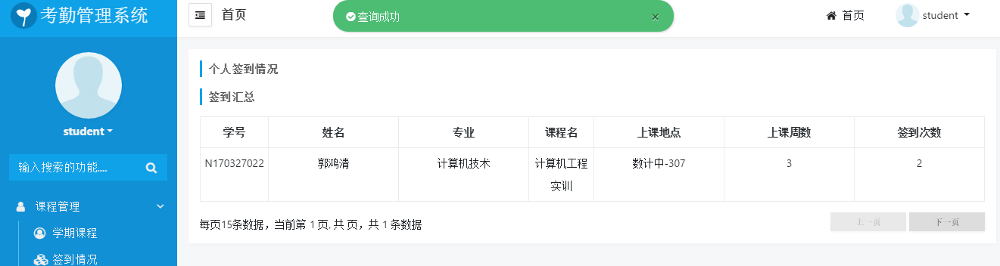 考勤管理系统
首页
查询成功
首页
student
student
输入搜索的功能....
课程管理
学期课程
签到情况
个人签到情况
签到汇总
学号 姓名 专业 课程名 上课地点 上课周数 签到次数
N170327022 郭鸿清 计算机技术 计算机工程 数计中-307 3 2
实训
每页15条数据，当前第 1 页, 共 页，共 1 条数据
上一页 下一页